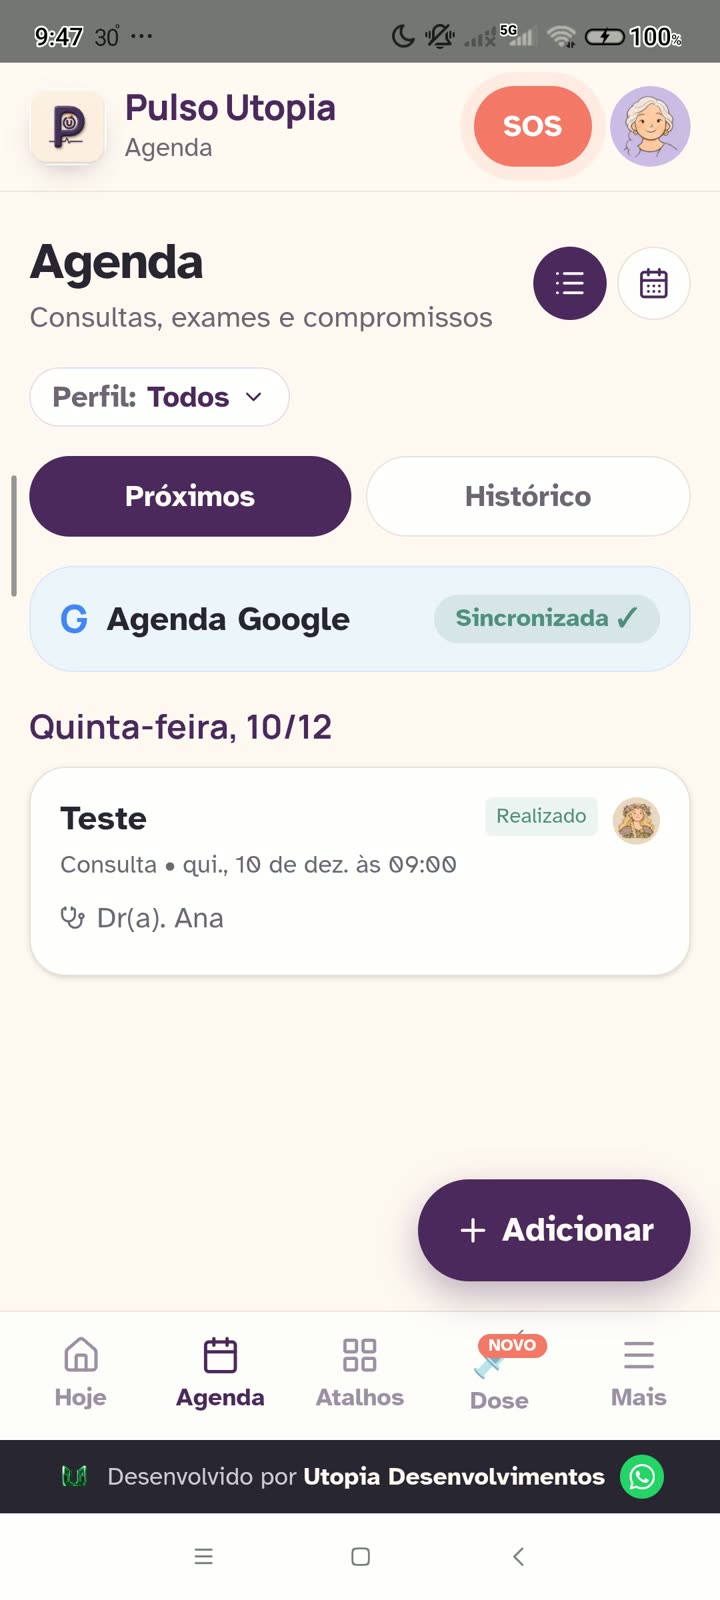 9:47 30° ... 5G 100%
Pulso Utopia
Agenda
SOS
Agenda
Consultas, exames e compromissos
Perfil: Todos
Próximos
Histórico
G Agenda Google
Sincronizada ✓
Quinta-feira, 10/12
Teste
Realizado
Consulta • qui., 10 de dez. às 09:00
Dr(a). Ana
+ Adicionar
NOVO
Hoje
Agenda
Atalhos
Dose
Mais
Desenvolvido por Utopia Desenvolvimentos